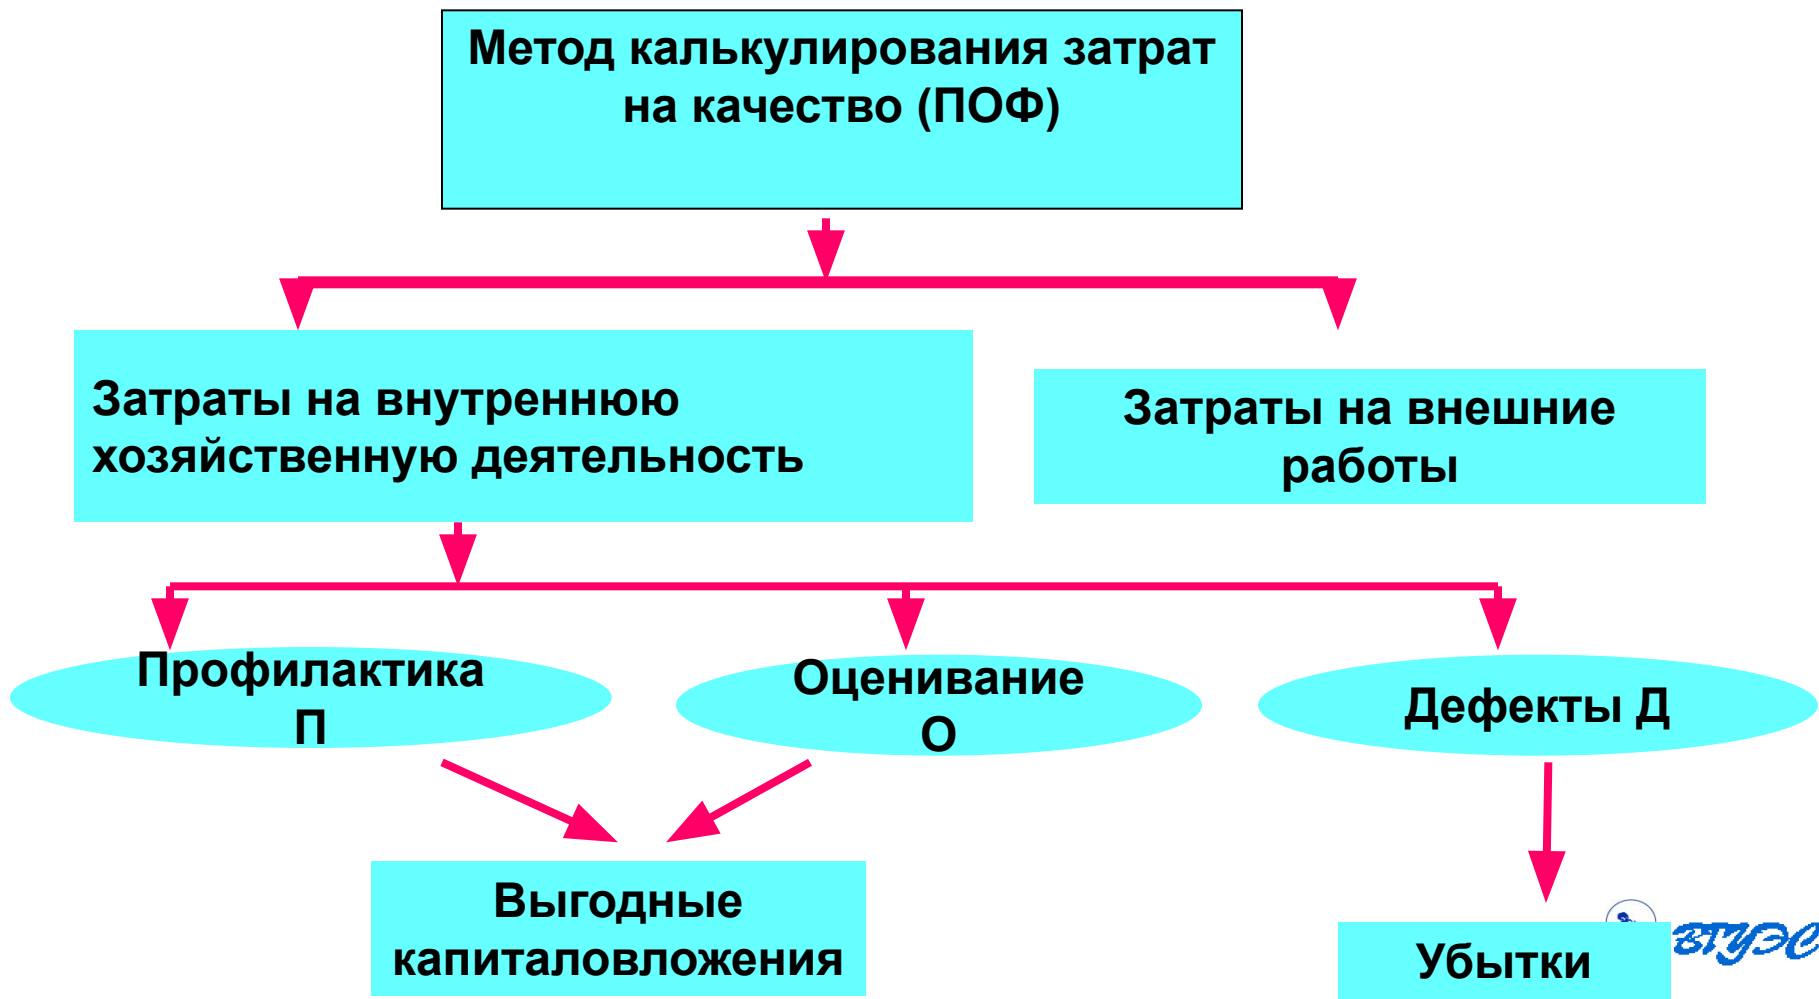 Метод калькулирования затрат
на качество (ПОФ)
Затраты на внутреннюю
хозяйственную деятельность
Затраты на внешние
работы
Профилактика
П
Оценивание
О
Дефекты Д
Выгодные
капиталовложения
Убытки
ВГУЭС